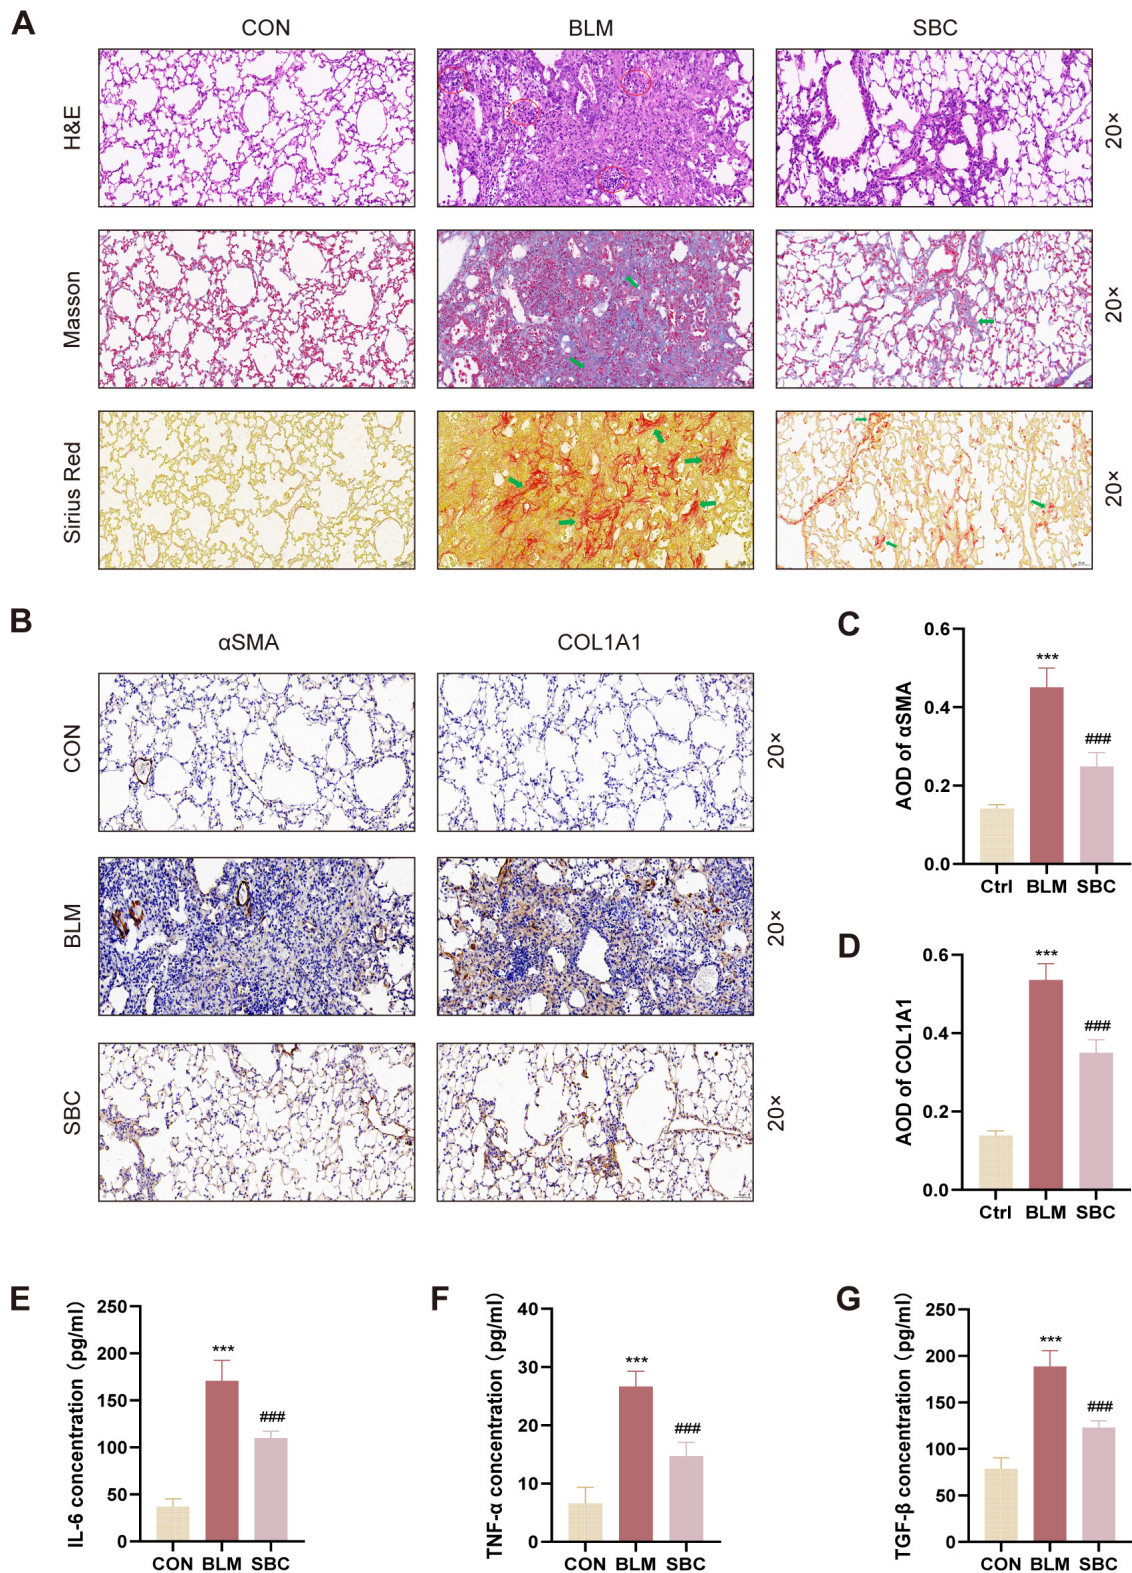 A
CON
BLM
SBC
H&E
20×
Masson
20×
Sirius Red
20×
B
αSMA
COL1A1
CON
20×
BLM
20×
SBC
20×
C
AOD of αSMA
0.6
0.4
0.2
0.0
***
###
Ctrl BLM SBC
D
AOD of COL1A1
0.6
0.4
0.2
0.0
***
###
Ctrl BLM SBC
E
IL-6 concentration（pg/ml）
250
200
150
100
50
0
***
###
CON BLM SBC
F
TNF-α concentration（pg/ml）
40
30
20
10
0
***
###
CON BLM SBC
G
TGF-β concentration（pg/ml）
250
200
150
100
50
0
***
###
CON BLM SBC